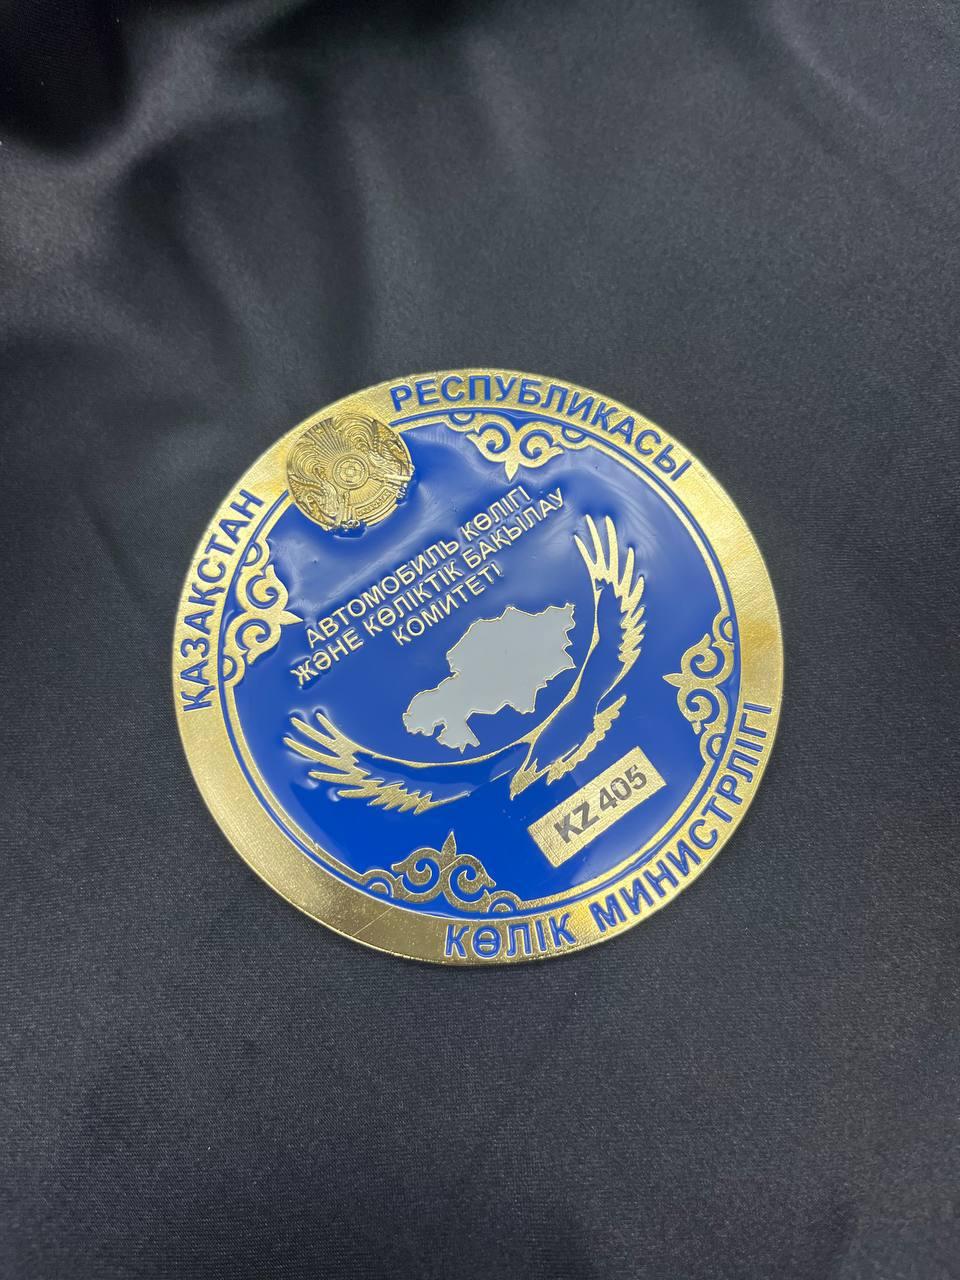 ҚАЗАҚСТАН РЕСПУБЛИКАСЫ
АВТОМОБИЛЬ КӨЛІГІ
ЖӘНЕ КӨЛІКТІК БАҚЫЛАУ
КОМИТЕТІ
KZ 405
КӨЛІК МИНИСТРЛІГІ